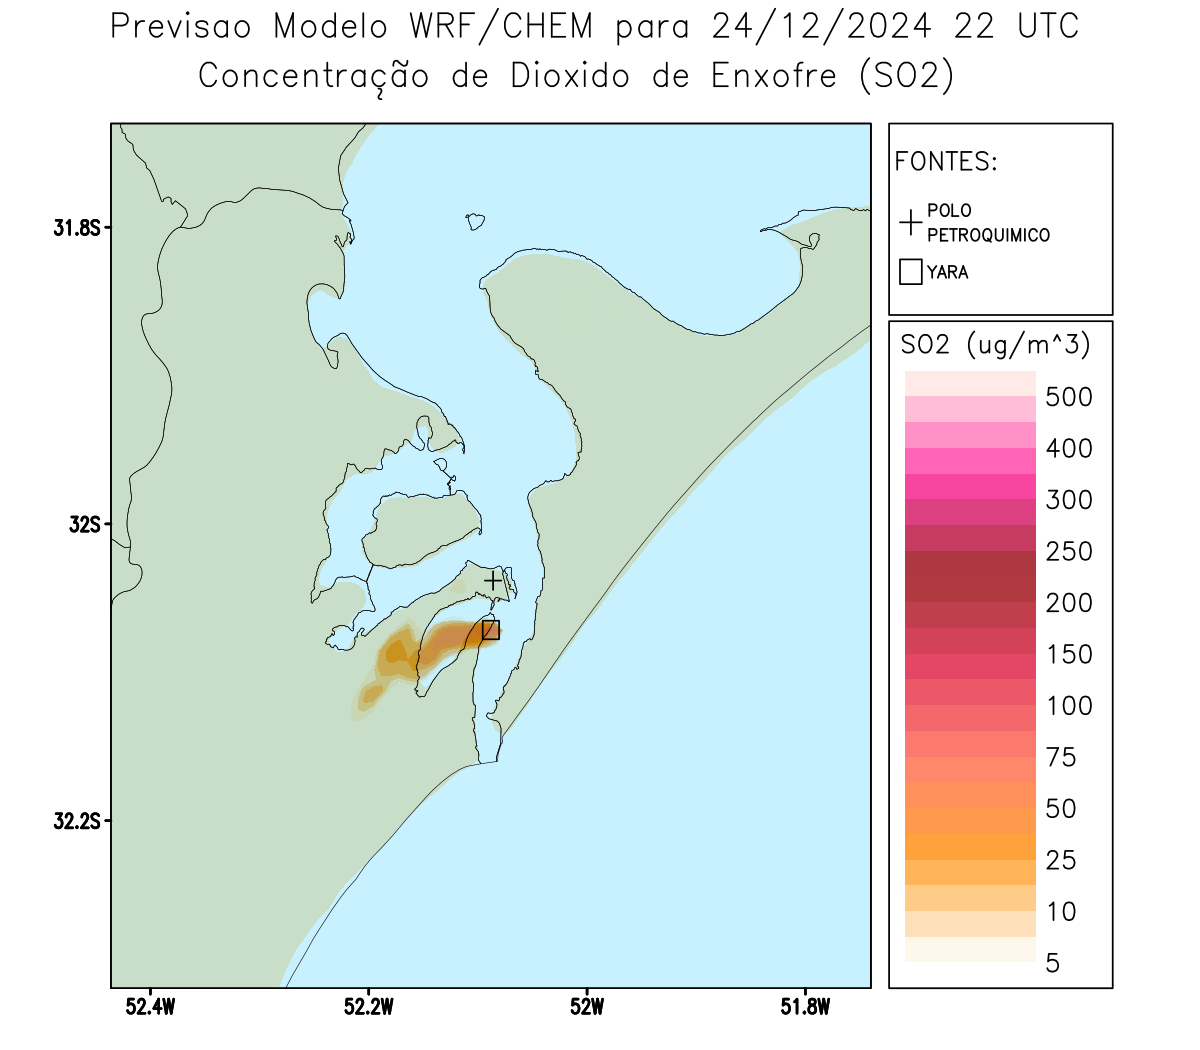 Previsao Modelo WRF/CHEM para 24/12/2024 22 UTC
Concentração de Dioxido de Enxofre (SO2)
FONTES:
POLO
PETROQUIMICO
YARA
31.8S
32S
32.2S
52.4W
52.2W
52W
51.8W
SO2 (ug/m^3)
500
400
300
250
200
150
100
75
50
25
10
5